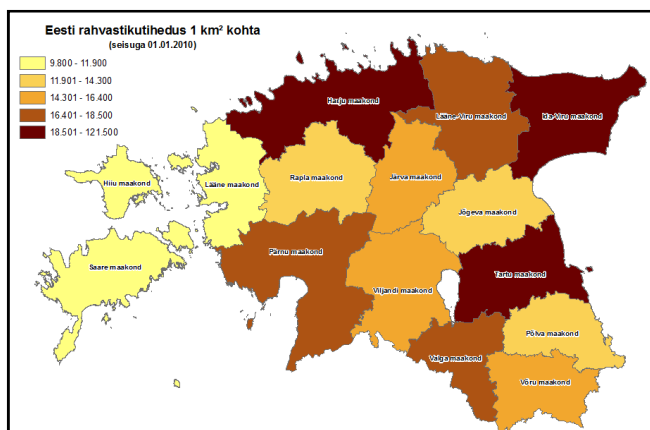 Eesti rahvastikutihedus 1 km² kohta
(seisuga 01.01.2010)
9.800 - 11.900
11.901 - 14.300
14.301 - 16.400
16.401 - 18.500
18.501 - 121.500
Harju maakond
Lääne-Viru maakond
Ida-Viru maakond
Hiiu maakond
Lääne maakond
Rapla maakond
Järva maakond
Jõgeva maakond
Pärnu maakond
Saare maakond
Tartu maakond
Viljandi maakond
Põlva maakond
Valga maakond
Võru maakond